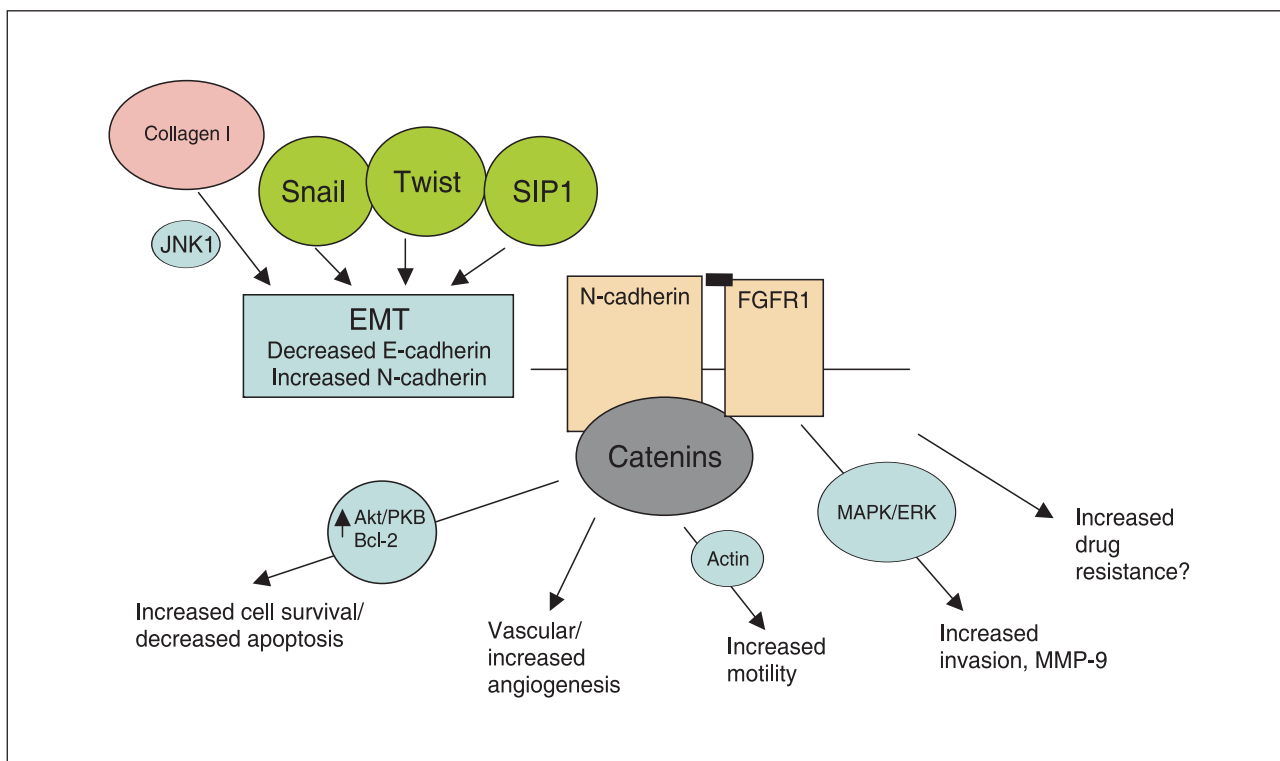 Collagen I
Snail
Twist
SIP1
JNK1
EMT
Decreased E-cadherin
Increased N-cadherin
N-cadherin
FGFR1
Catenins
Akt/PKB
Bcl-2
Actin
MAPK/ERK
Increased
drug
resistance?
Increased cell survival/
decreased apoptosis
Vascular/
increased
angiogenesis
Increased
motility
Increased
invasion, MMP-9